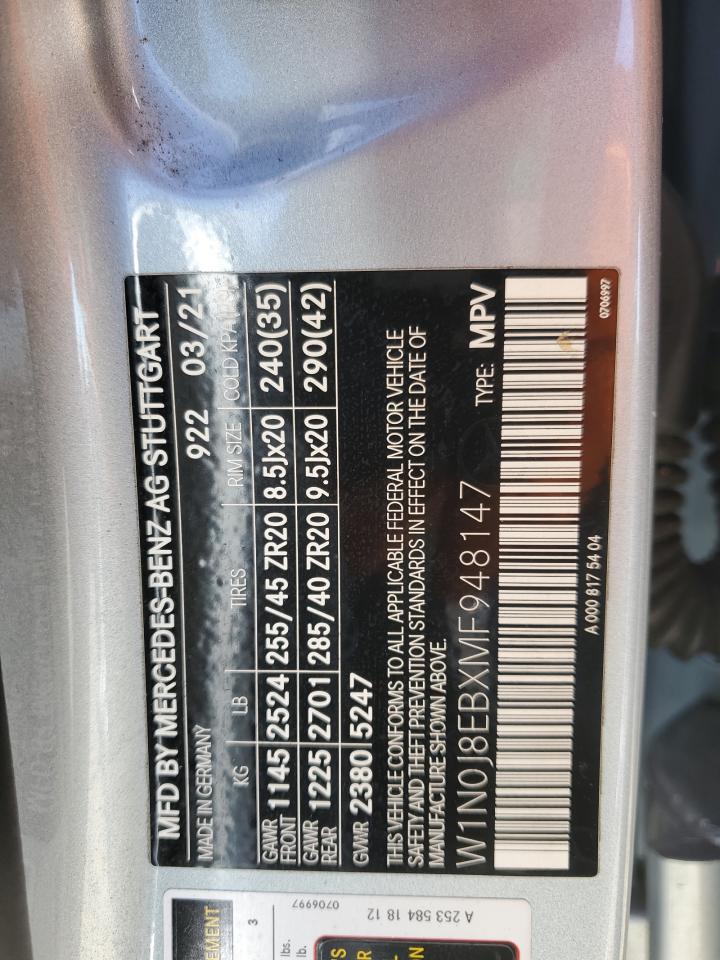 MFD BY MERCEDES-BENZ AG STUTTGART
MADE IN GERMANY 922 03/21
KG LB TIRES RIM SIZE COLD KPA
GAWR FRONT 1145 2524 255/45 ZR20 8.5Jx20 240(35)
GAWR REAR 1225 2701 285/40 ZR20 9.5Jx20 290(42)
GVWR 2380 5247
THIS VEHICLE CONFORMS TO ALL APPLICABLE FEDERAL MOTOR VEHICLE
SAFETY AND THEFT PREVENTION STANDARDS IN EFFECT ON THE DATE OF
MANUFACTURE SHOWN ABOVE.
W1N0J8EBXMF948147 TYPE: MPV
A 000 817 54 04
0706997
0706997
A 253 584 18 12
3
lbs.
lb.